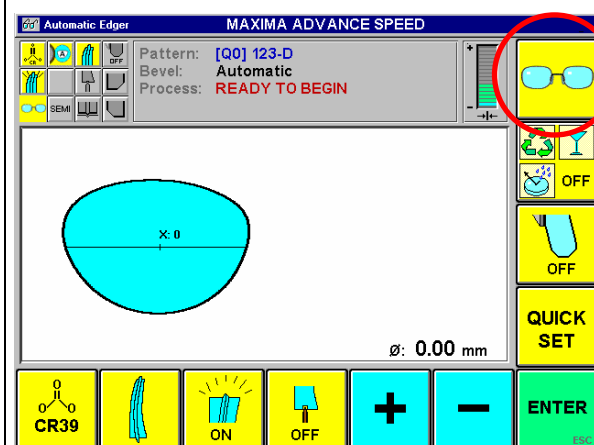 Automatic Edger MAXIMA ADVANCE SPEED
CR A OFF
Pattern: [Q0] 123-D
Bevel: Automatic
Process: READY TO BEGIN
SEMI
+
-
OFF
X: 0
OFF
ø: 0.00 mm
QUICK
SET
O
O O
CR39
ON
OFF
+
-
ENTER
ESC